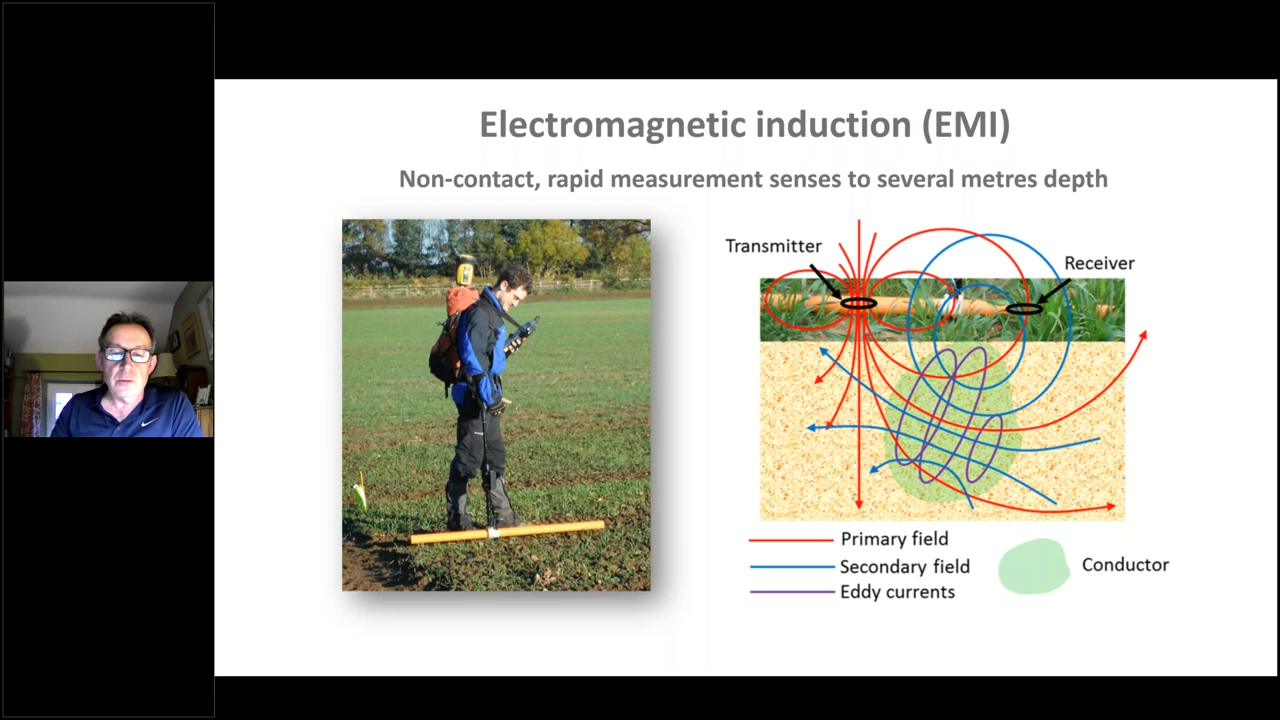 Electromagnetic induction (EMI)
Non-contact, rapid measurement senses to several metres depth
Transmitter
Receiver
Primary field
Secondary field
Eddy currents
Conductor